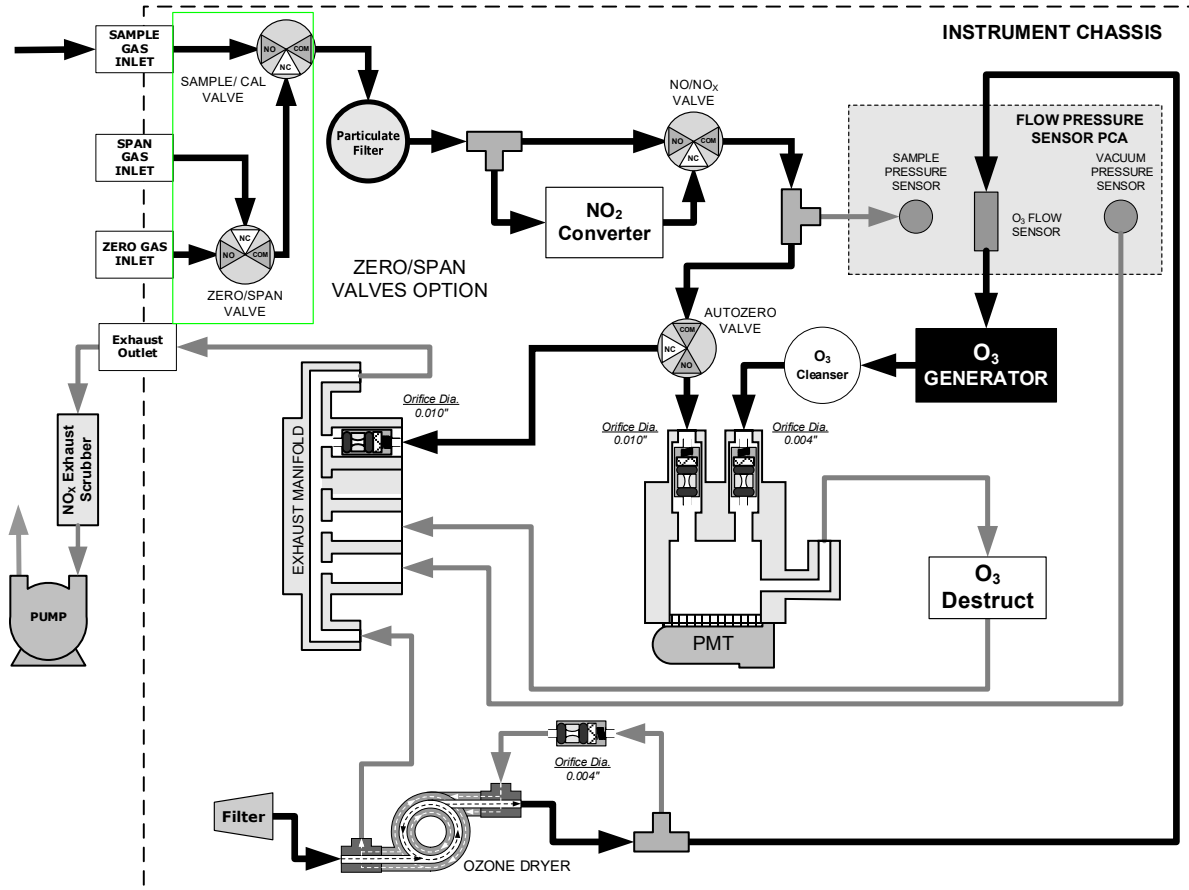 INSTRUMENT CHASSIS
SAMPLE
GAS
INLET
NO
COM
NC
SAMPLE/ CAL
VALVE
SPAN
GAS
INLET
ZERO GAS
INLET
NC
NO
COM
ZERO/SPAN
VALVE
ZERO/SPAN
VALVES OPTION
Particulate
Filter
NO/NOX
VALVE
NO
COM
NC
NO2
Converter
FLOW PRESSURE
SENSOR PCA
SAMPLE
PRESSURE
SENSOR
VACUUM
PRESSURE
SENSOR
O3 FLOW
SENSOR
AUTOZERO
VALVE
COM
NC
NO
Exhaust
Outlet
O3
Cleanser
O3
GENERATOR
Orifice Dia.
0.010"
Orifice Dia.
0.010"
Orifice Dia.
0.004"
NOX Exhaust
Scrubber
EXHAUST MANIFOLD
PUMP
O3
Destruct
PMT
Orifice Dia.
0.004"
Filter
OZONE DRYER